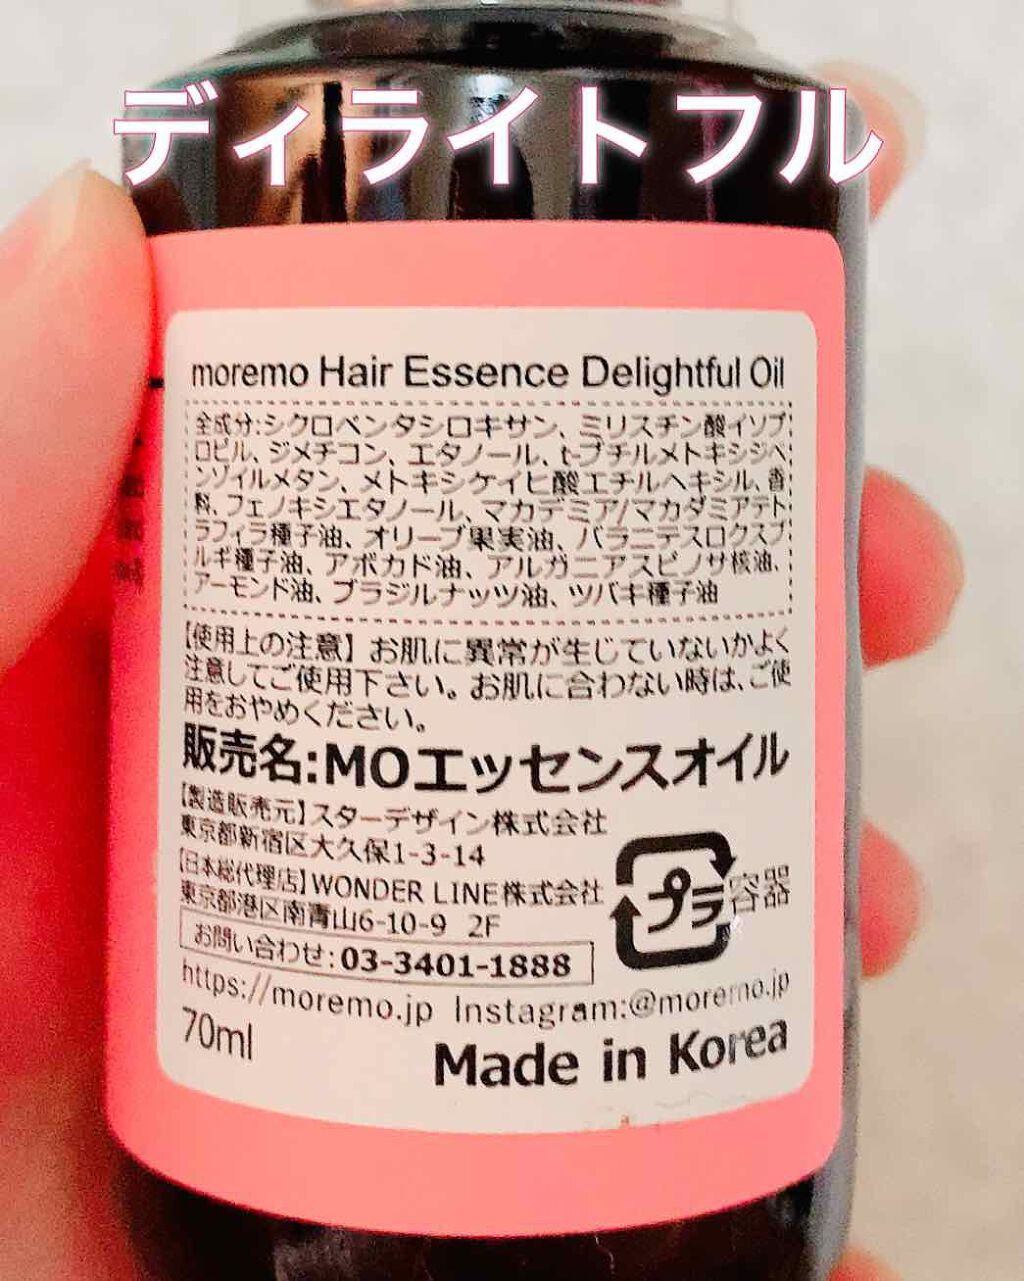 ディライトフル
moremo Hair Essence Delightful Oil
全成分:シクロペンタシロキサン、ミリスチン酸イソプ
ロピル、ジメチコン、エタノール、t-ブチルメトキシジベ
ンゾイルメタン、メトキシケイヒ酸エチルヘキシル、香
料、フェノキシエタノール、マカデミア/マカダミアテト
ラフィラ種子油、オリーブ果実油、バラニテスロクスブ
ルギ種子油、アボカド油、アルガニアスピノサ核油、
アーモンド油、ブラジルナッツ油、ツバキ種子油
【使用上の注意】お肌に異常が生じていないかよく
注意してご使用下さい。お肌に合わない時は、ご使
用をおやめください。
販売名:MOエッセンスオイル
【製造販売元】スターデザイン株式会社
東京都新宿区大久保1-3-14
【日本総代理店】WONDER LINE株式会社
東京都港区南青山6-10-9 2F
プラ 容器
お問い合わせ:03-3401-1888
https://moremo.jp Instagram:@moremo.jp
70ml
Made in Korea